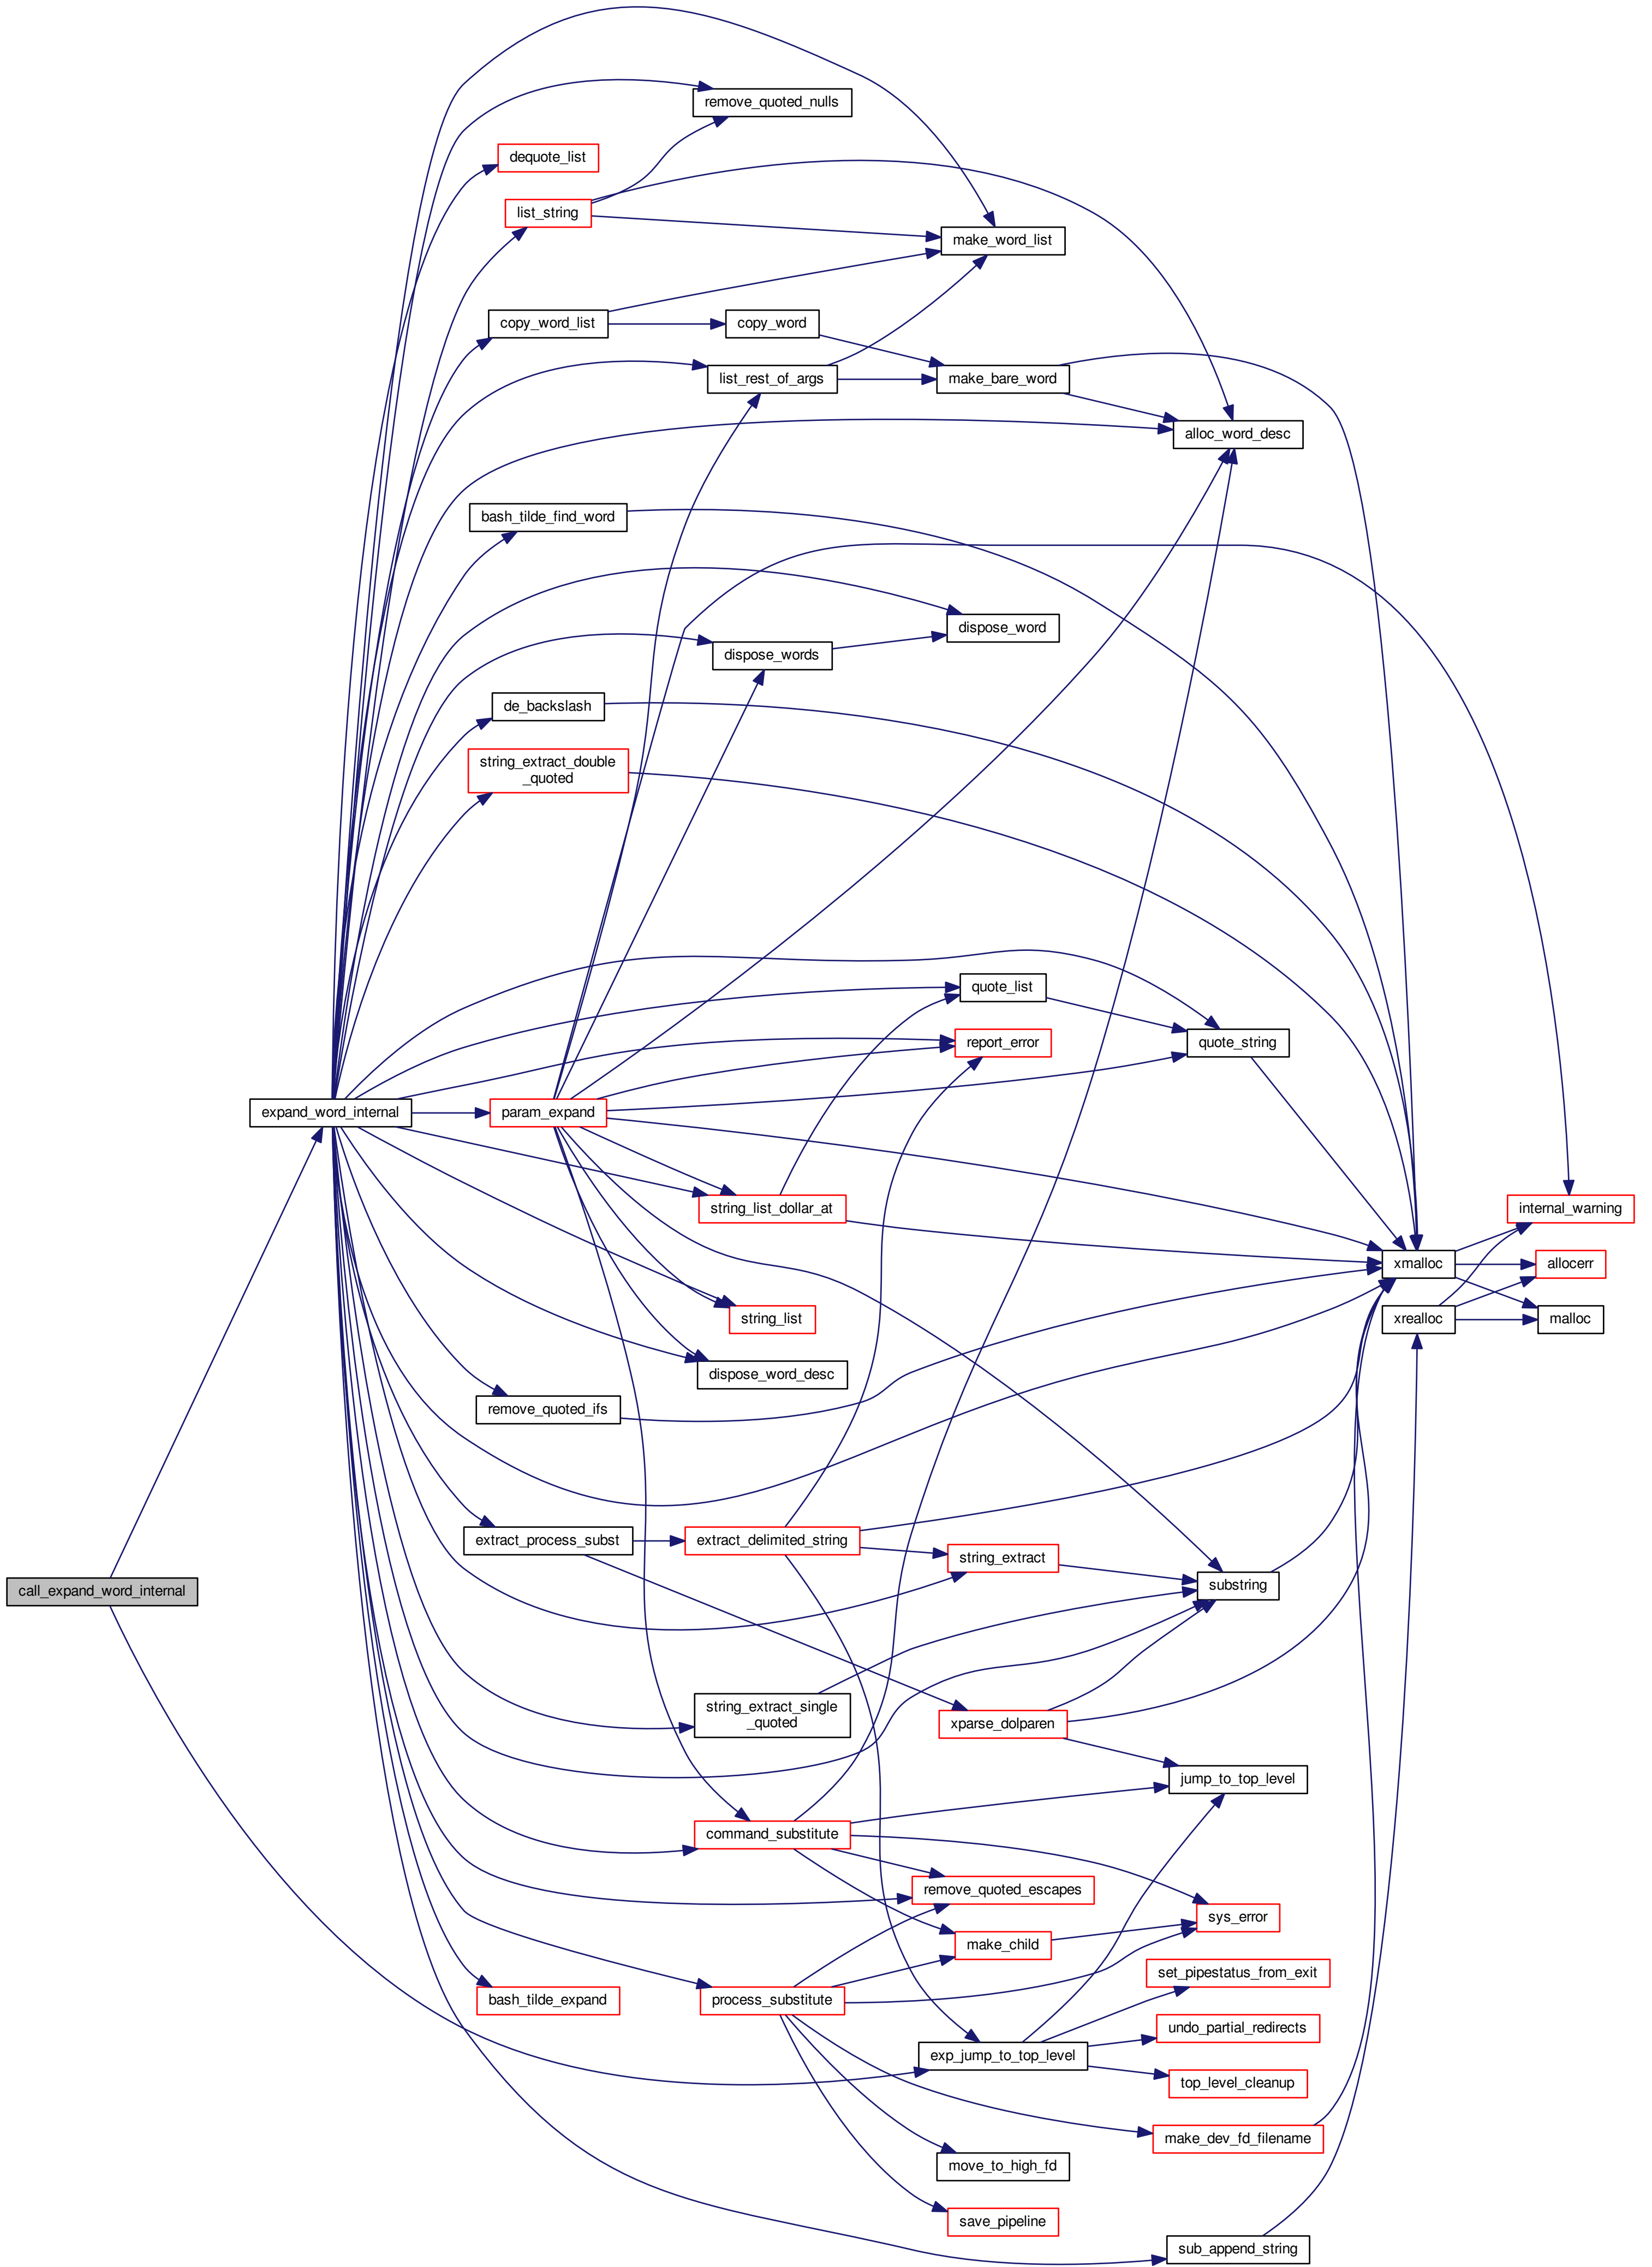 remove_quoted_nulls
dequote_list
list_string
make_word_list
copy_word_list
copy_word
list_rest_of_args
make_bare_word
alloc_word_desc
bash_tilde_find_word
dispose_word
dispose_words
de_backslash
string_extract_double
_quoted
quote_list
report_error
quote_string
expand_word_internal
param_expand
string_list_dollar_at
internal_warning
xmalloc
allocerr
string_list
xrealloc
malloc
dispose_word_desc
remove_quoted_ifs
extract_process_subst
extract_delimited_string
string_extract
call_expand_word_internal
substring
string_extract_single
_quoted
xparse_dolparen
jump_to_top_level
command_substitute
remove_quoted_escapes
sys_error
make_child
set_pipestatus_from_exit
bash_tilde_expand
process_substitute
undo_partial_redirects
exp_jump_to_top_level
top_level_cleanup
make_dev_fd_filename
move_to_high_fd
save_pipeline
sub_append_string